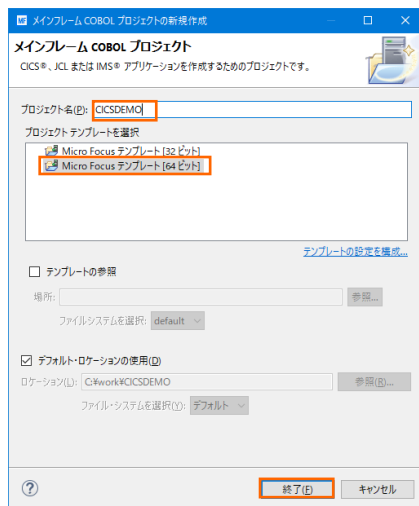 メインフレーム COBOL プロジェクトの新規作成
メインフレーム COBOL プロジェクト
CICS®、JCL または IMS® アプリケーションを作成するためのプロジェクトです。
プロジェクト名(P): CICSDEMO
プロジェクト テンプレートを選択
Micro Focus テンプレート [32 ビット]
Micro Focus テンプレート [64 ビット]
テンプレートの設定を構成...
テンプレートの参照
場所: 参照...
ファイルシステムを選択: default
デフォルト・ロケーションの使用(D)
ロケーション(L): C:¥work¥CICSDEMO 参照(R)...
ファイル・システムを選択(Y): デフォルト
? 終了(F) キャンセル